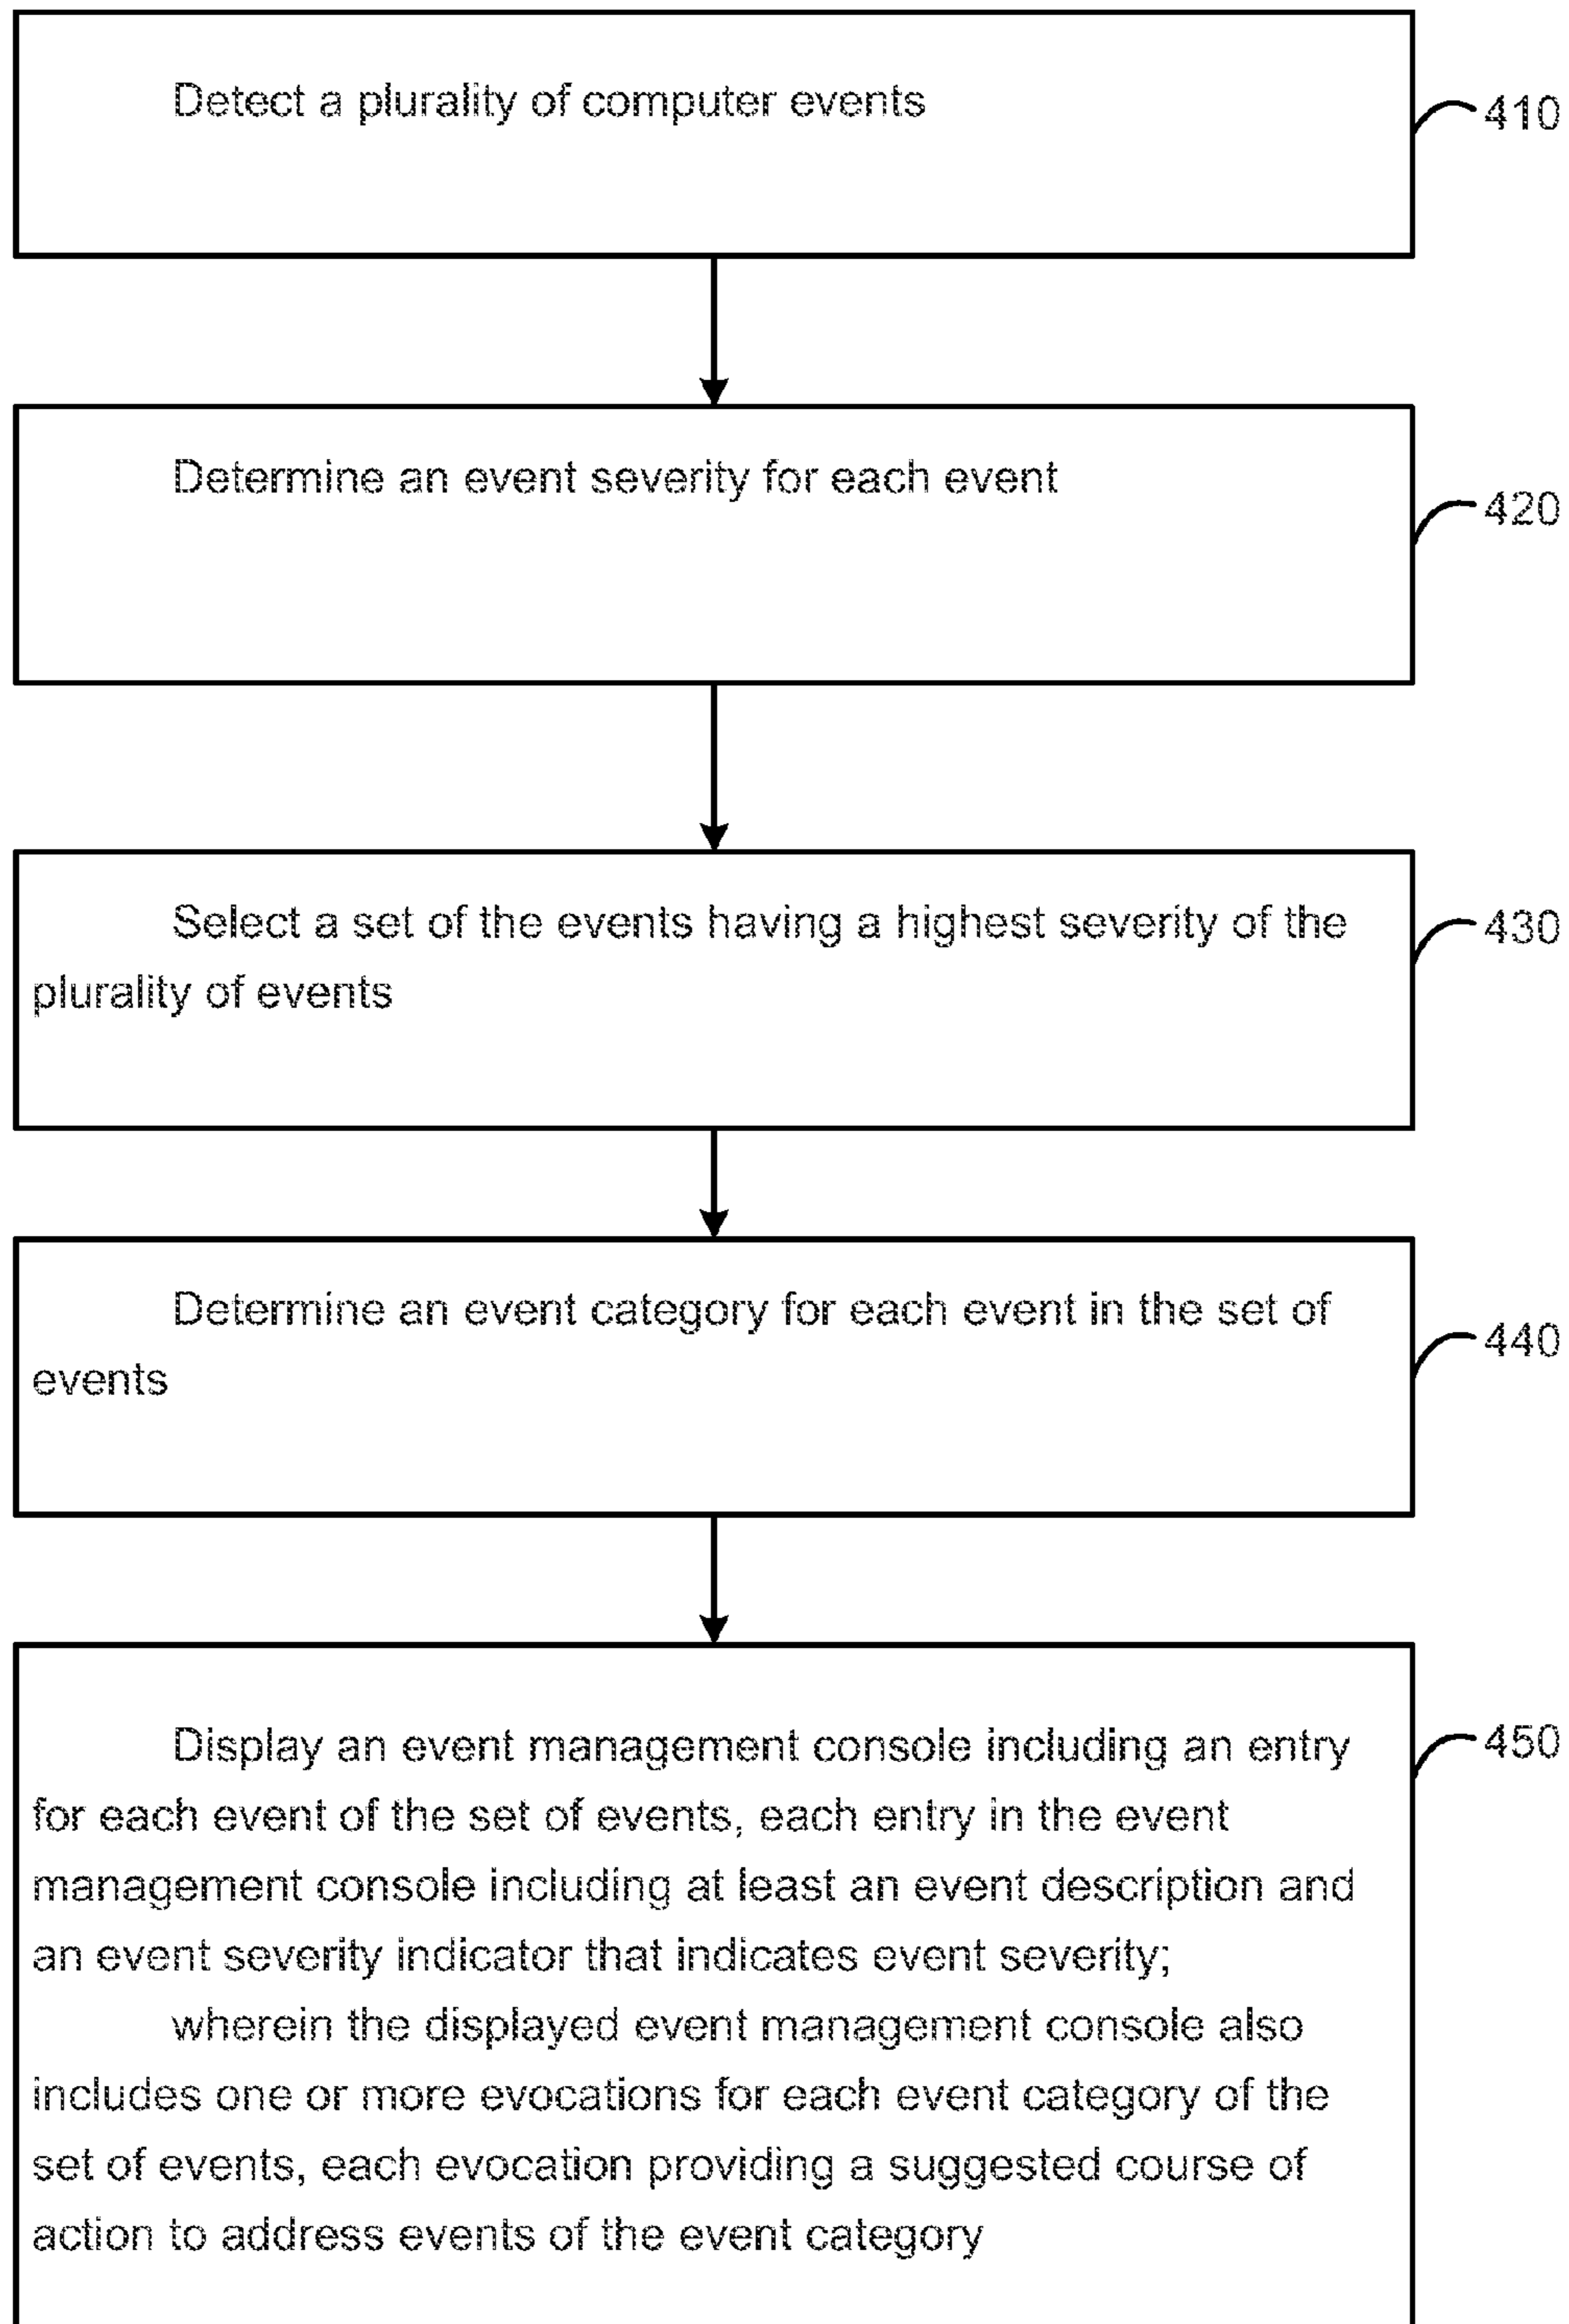 Detect a plurality of computer events
410
Determine an event severity for each event
420
Select a set of the events having a highest severity of the
plurality of events
430
Determine an event category for each event in the set of
events
440
Display an event management console including an entry
for each event of the set of events, each entry in the event
management console including at least an event description and
an event severity indicator that indicates event severity;
wherein the displayed event management console also
includes one or more evocations for each event category of the
set of events, each evocation providing a suggested course of
action to address events of the event category
450